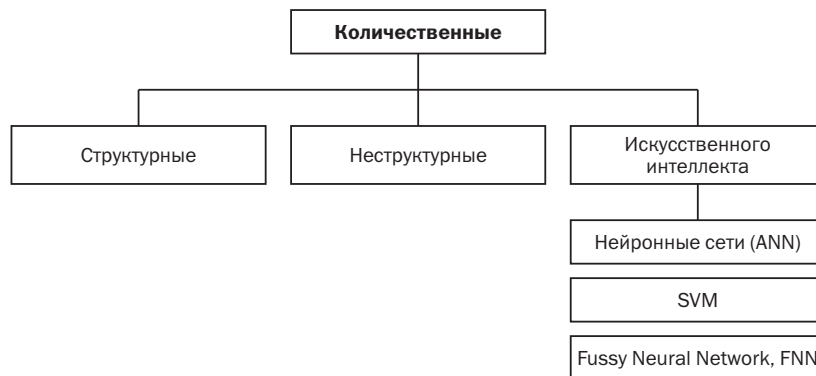 Количественные
Структурные
Неструктурные
Искусственного
интеллекта
Нейронные сети (ANN)
SVM
Fussy Neural Network, FNN